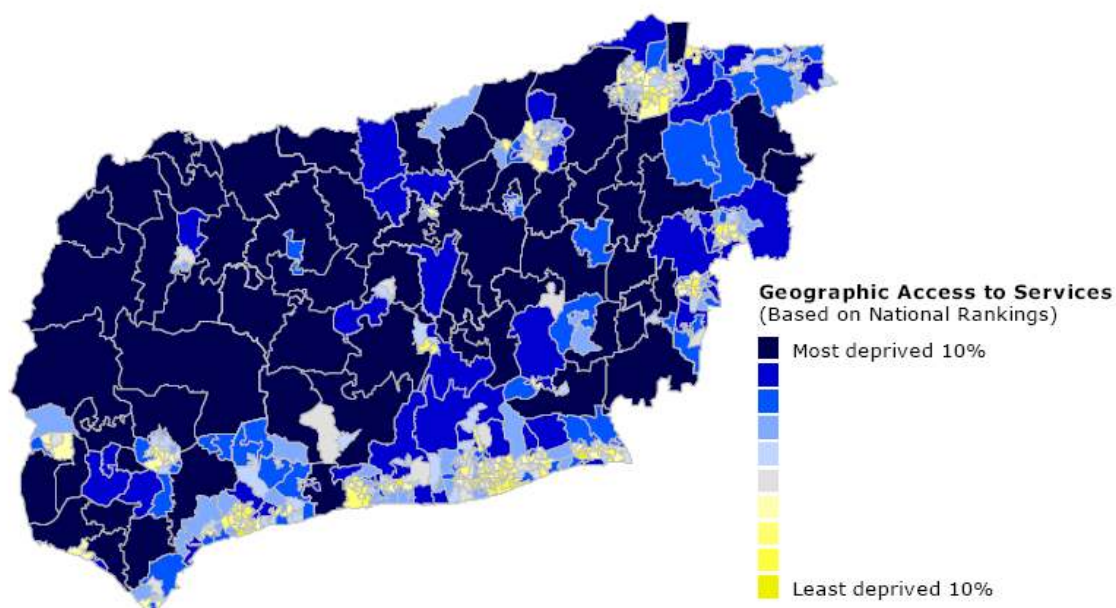 Geographic Access to Services
(Based on National Rankings)
Most deprived 10%
Least deprived 10%